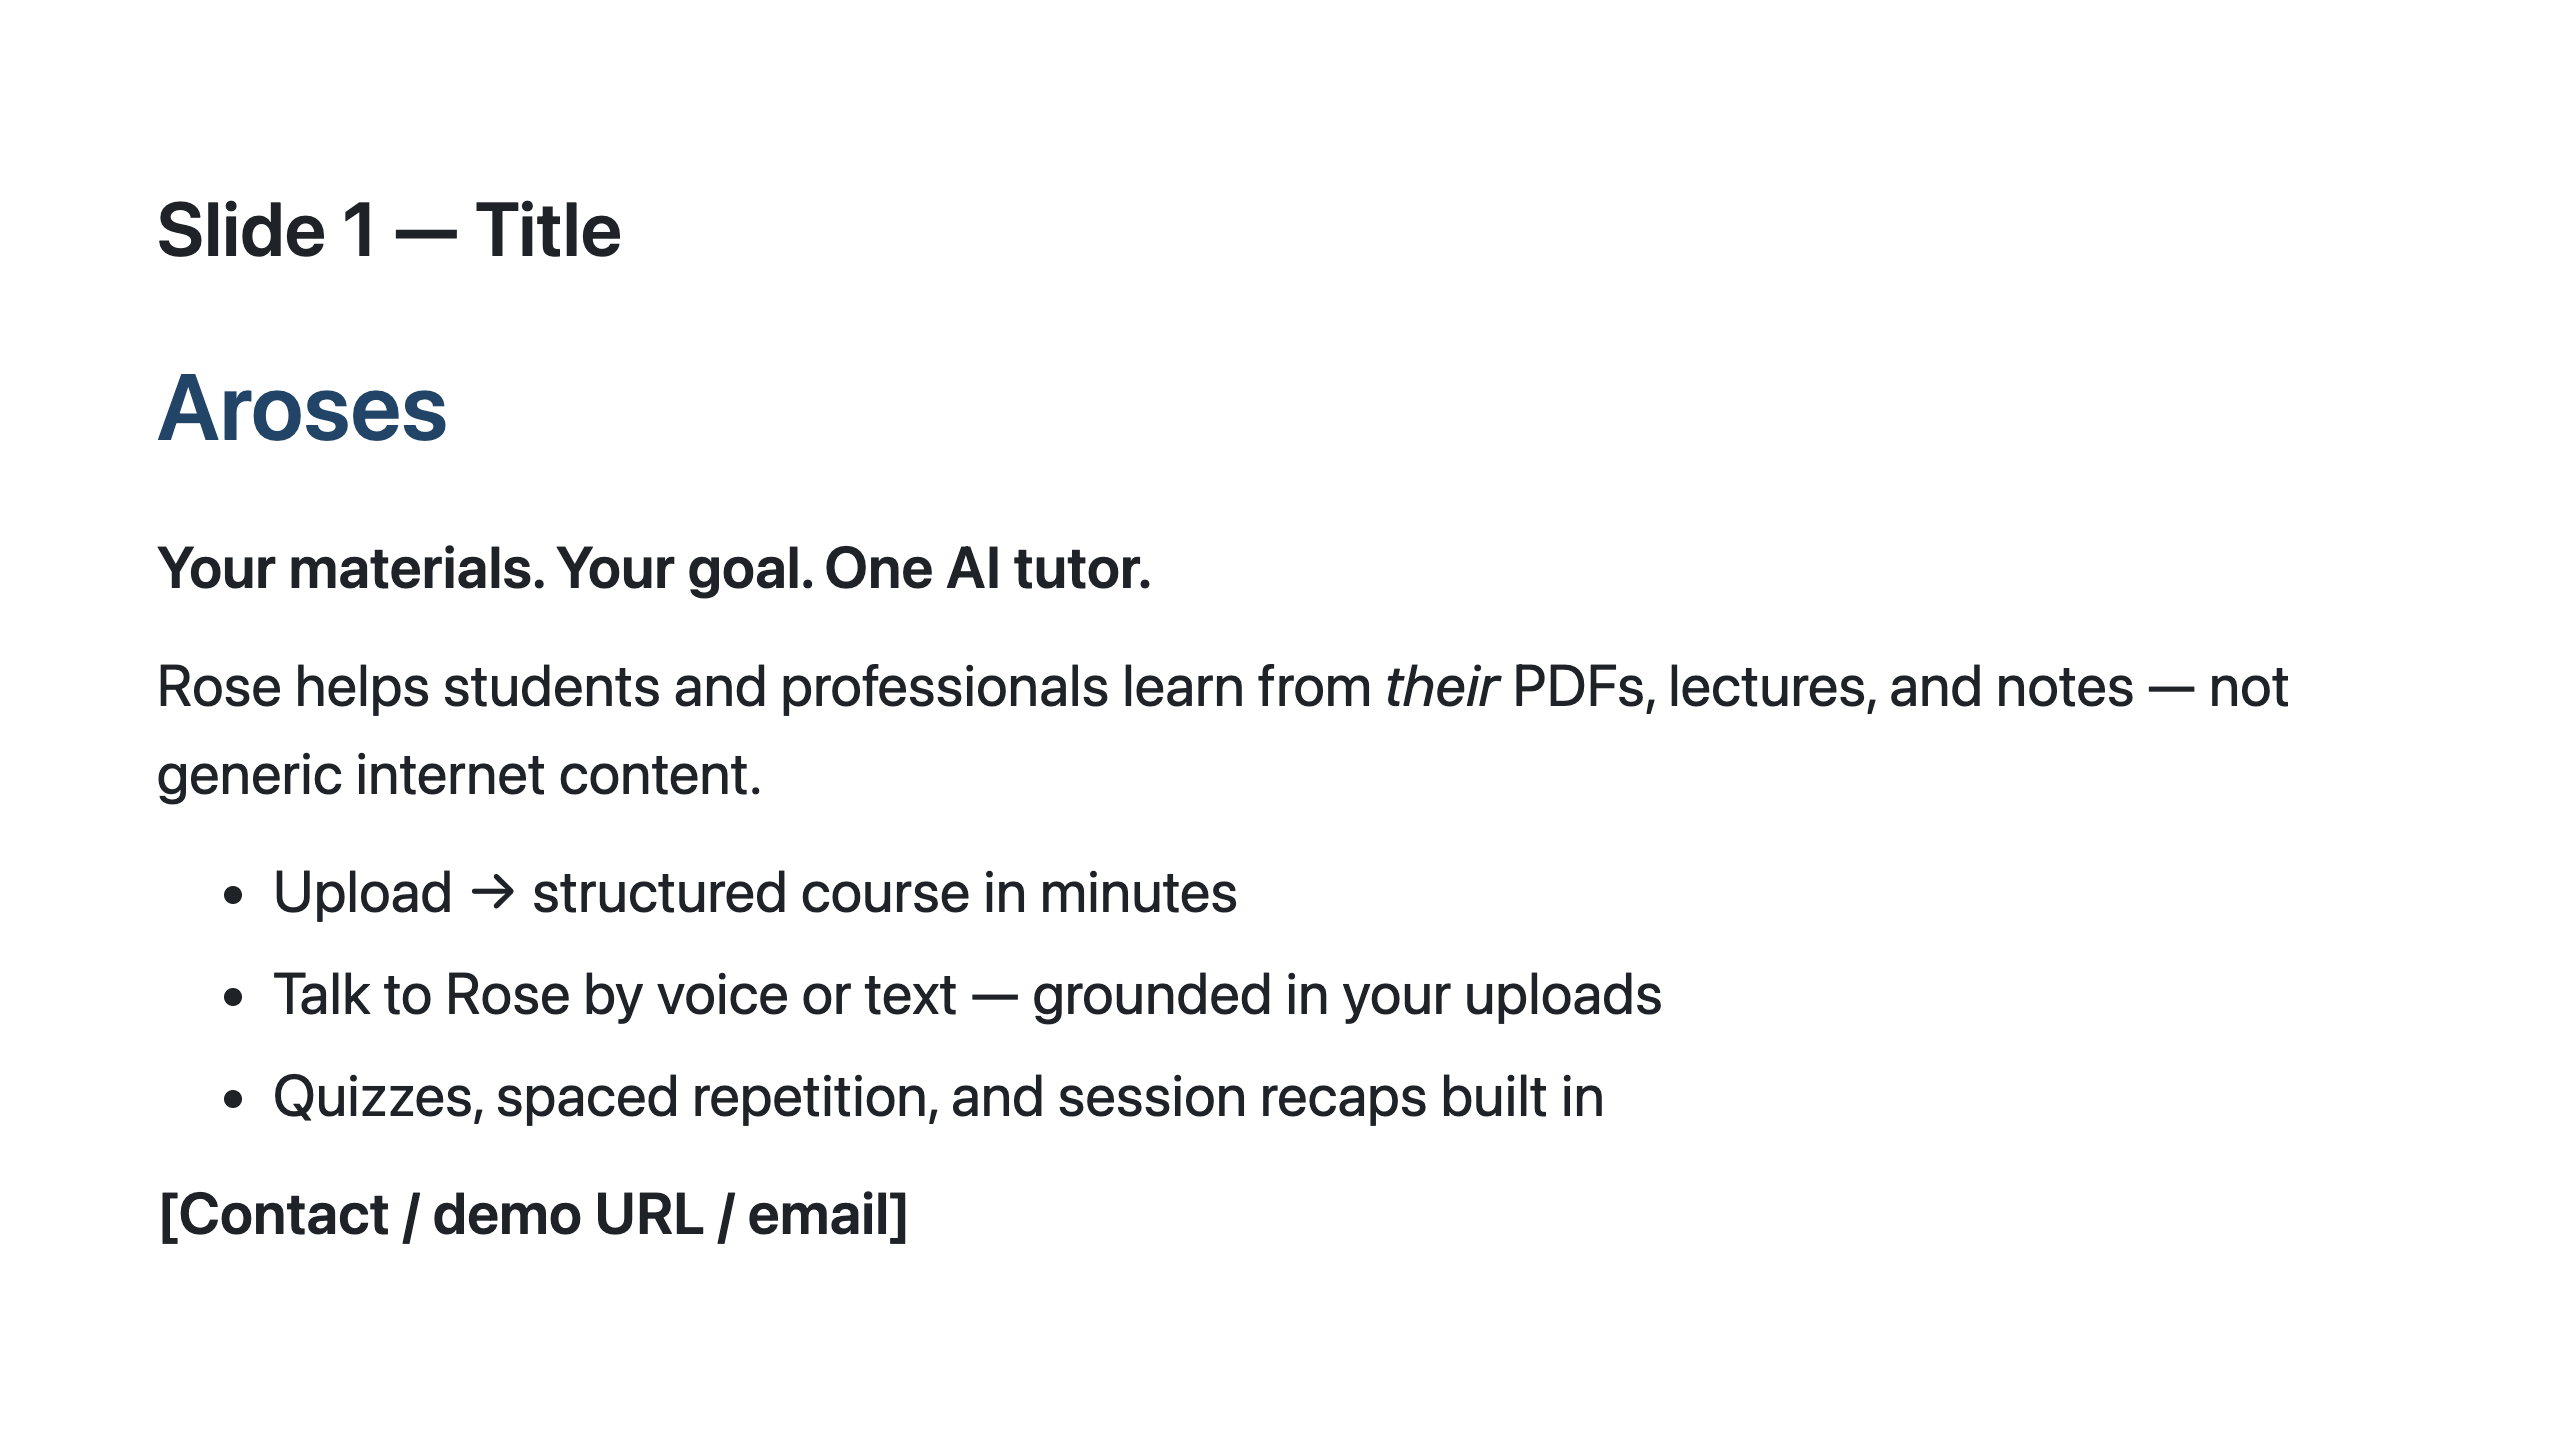 Slide 1 — Title
Aroses
Your materials. Your goal. One AI tutor.
Rose helps students and professionals learn from their PDFs, lectures, and notes — not
generic internet content.
• Upload → structured course in minutes
• Talk to Rose by voice or text — grounded in your uploads
• Quizzes, spaced repetition, and session recaps built in
[Contact / demo URL / email]